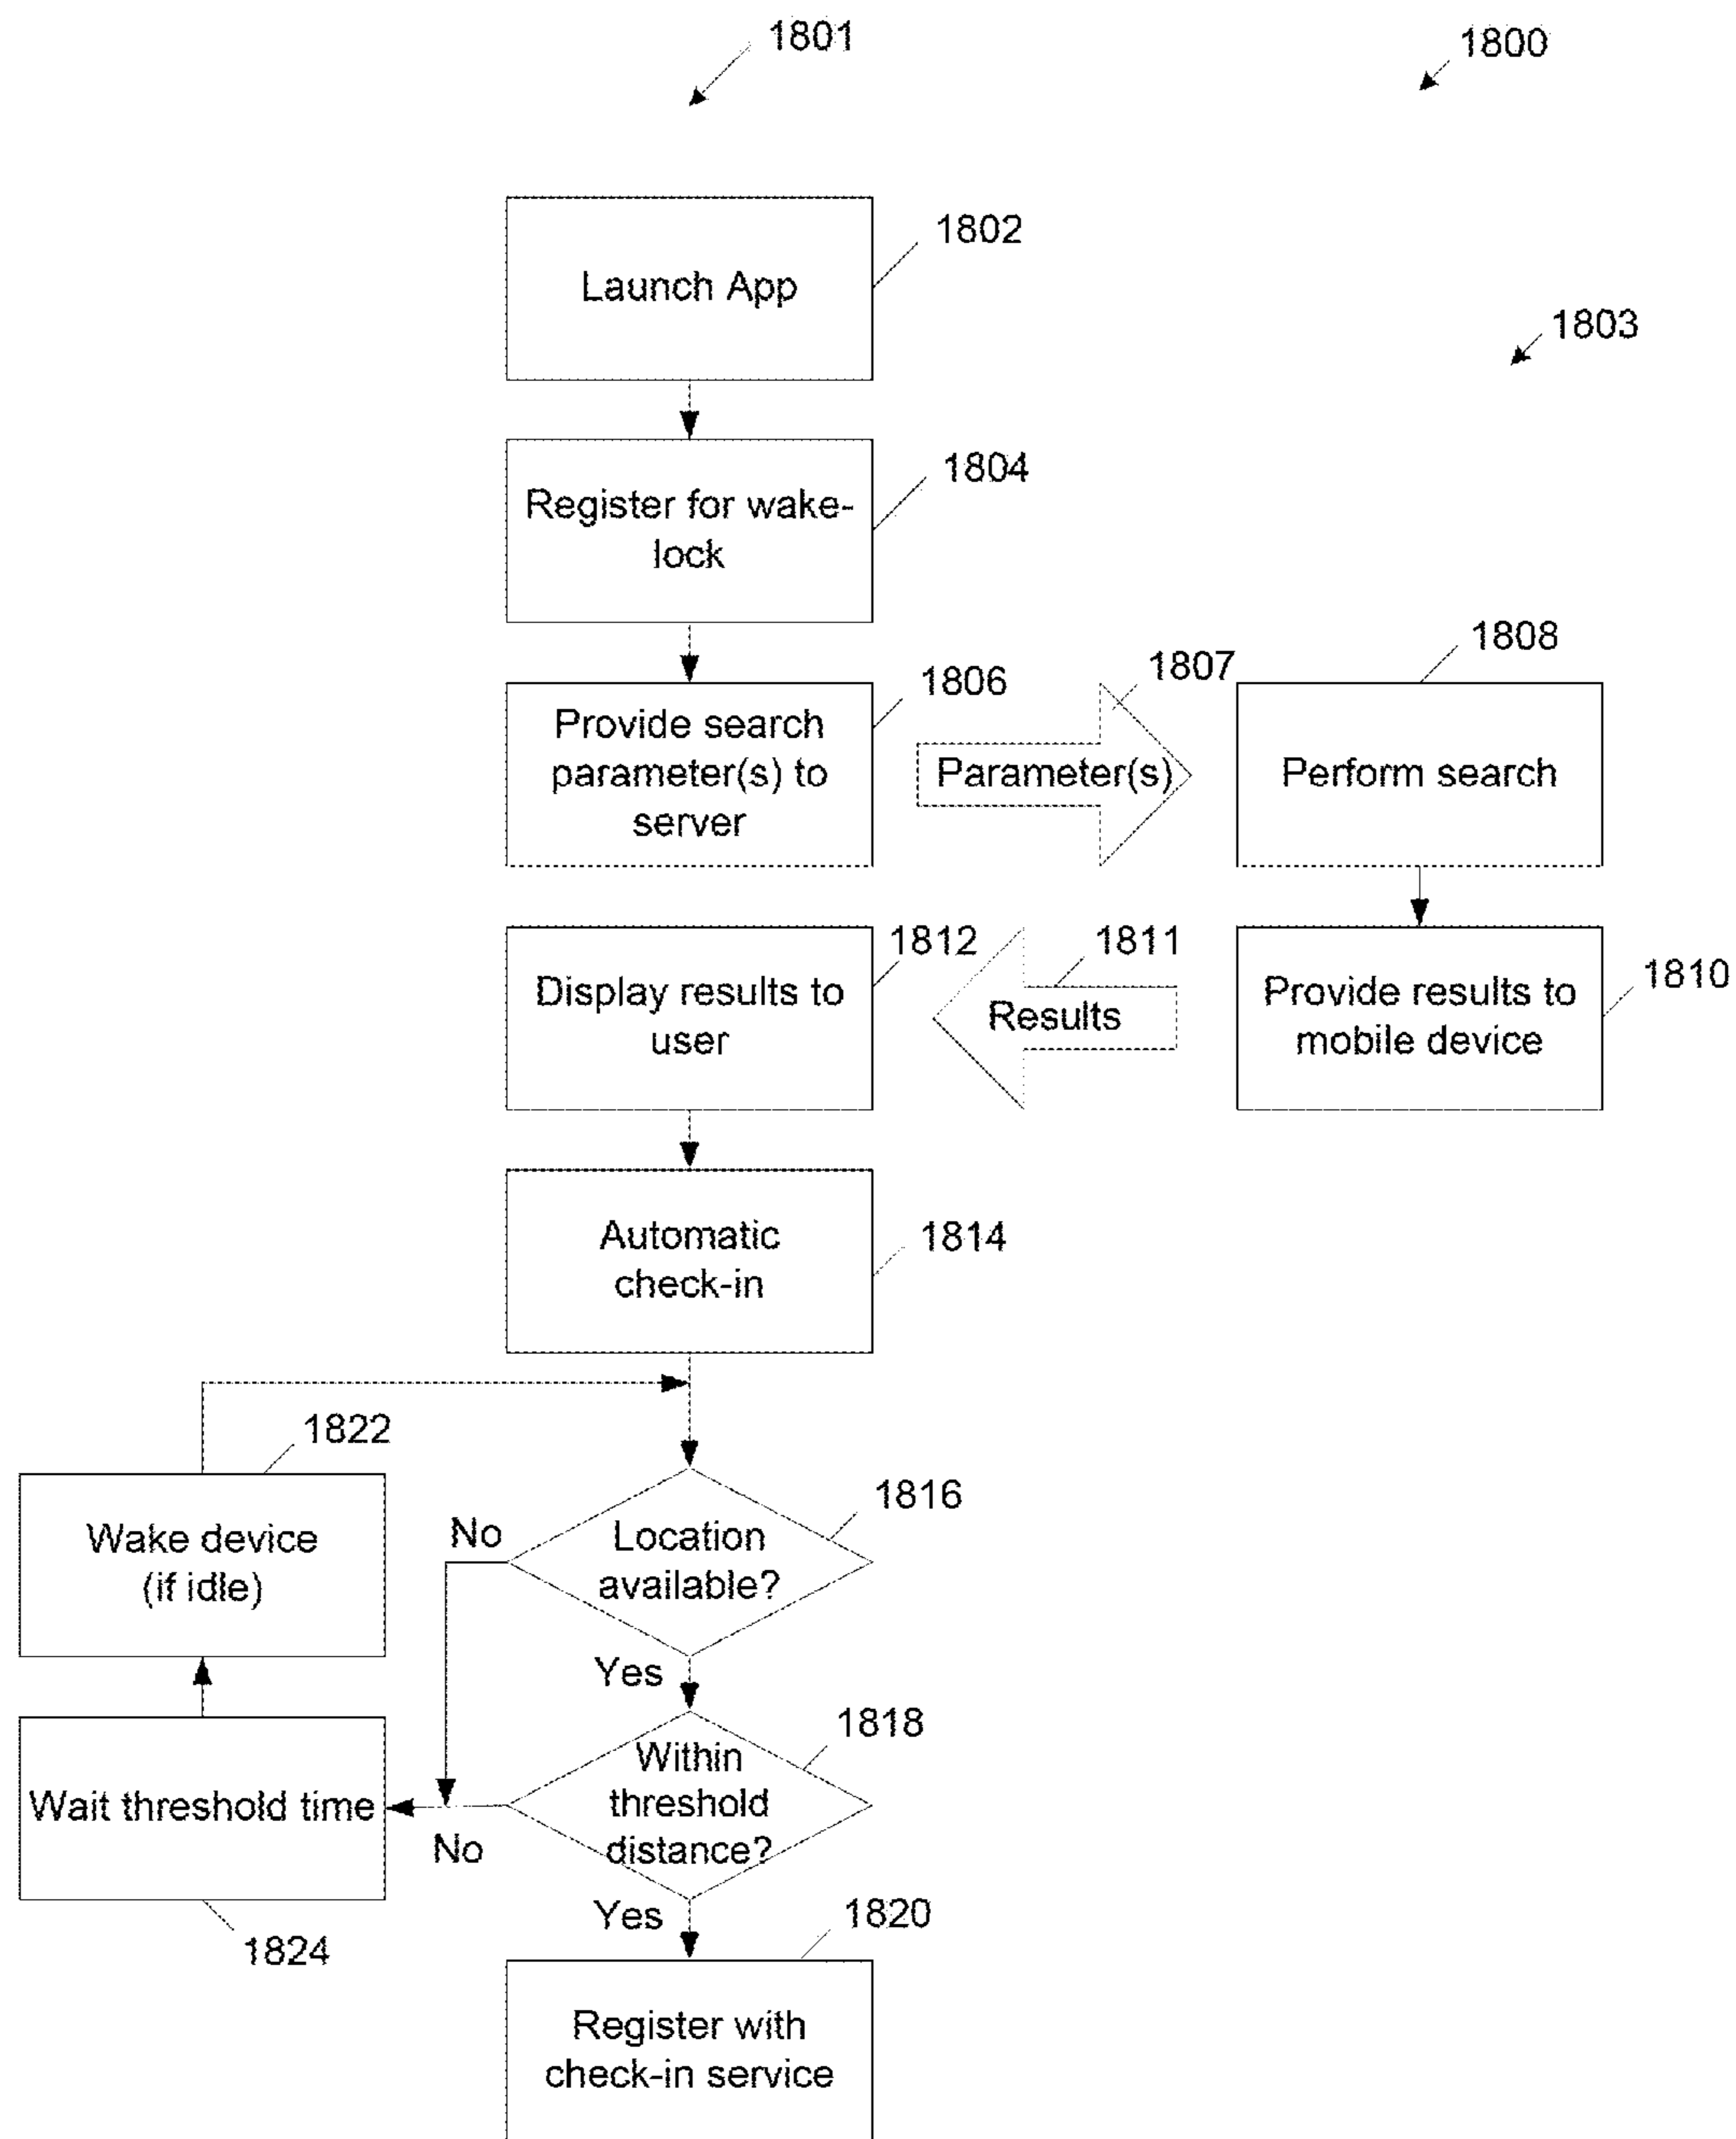 1801
1800
1802
Launch App
1803
1804
Register for wake-
lock
1806
Provide search
parameter(s) to
server
1807
Parameter(s)
1808
Perform search
1812
Display results to
user
1811
Results
1810
Provide results to
mobile device
1814
Automatic
check-in
1822
Wake device
(if idle)
1816
No
Location
available?
Yes
1818
Within
threshold
distance?
No
Wait threshold time
1824
Yes
1820
Register with
check-in service